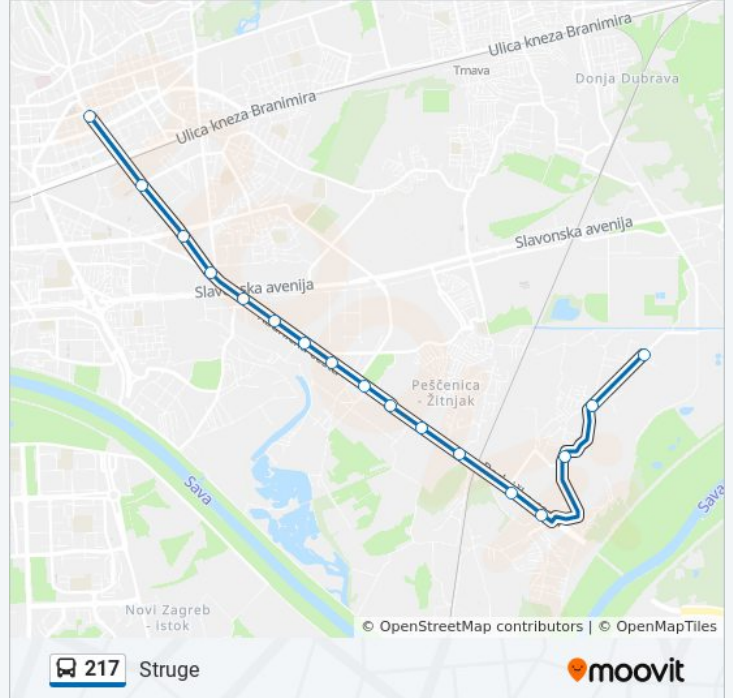 Ulica kneza Branimira
Trnava
Donja Dubrava
Ulica kneza Branimira
Slavonska avenija
Slavonska avenija
Peščenica
- Žitnjak
Sava
Sava
Novi Zagreb
- istok
© OpenStreetMap contributors | © OpenMapTiles
217 Struge
moovit